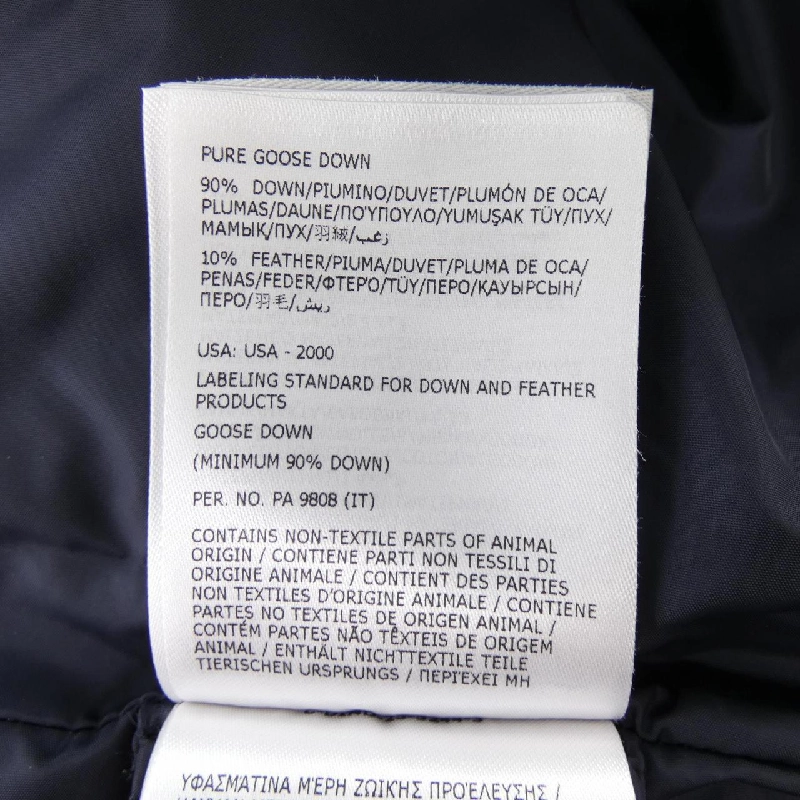 PURE GOOSE DOWN
90% DOWN/PIUMINO/DUVET/PLUMÓN DE OCA/
PLUMAS/DAUNE/ΠΟΎΠΟΥΛΟ/YUMUŞAK TÜY/ПУХ/
МАМЫҚ/ПУХ/羽絨/زغب
10% FEATHER/PIUMA/DUVET/PLUMA DE OCA/
PENAS/FEDER/ΦΤΕΡΌ/TÜY/ПЕРО/ҚАУЫРСЫН/
ПЕРО/羽毛/ريش
USA: USA - 2000
LABELING STANDARD FOR DOWN AND FEATHER
PRODUCTS
GOOSE DOWN
(MINIMUM 90% DOWN)
PER. NO. PA 9808 (IT)
CONTAINS NON-TEXTILE PARTS OF ANIMAL
ORIGIN / CONTIENE PARTI NON TESSILI DI
ORIGINE ANIMALE / CONTIENT DES PARTIES
NON TEXTILES D'ORIGINE ANIMALE / CONTIENE
PARTES NO TEXTILES DE ORIGEN ANIMAL /
CONTÉM PARTES NÃO TÊXTEIS DE ORIGEM
ANIMAL / ENTHÄLT NICHTTEXTILE TEILE
TIERISCHEN URSPRUNGS / ΠΕΡΙΈΧΕΙ ΜΗ
ΥΦΑΣΜΆΤΙΝΑ ΜΈΡΗ ΖΩΙΚΉΣ ΠΡΟΈΛΕΥΣΗΣ /